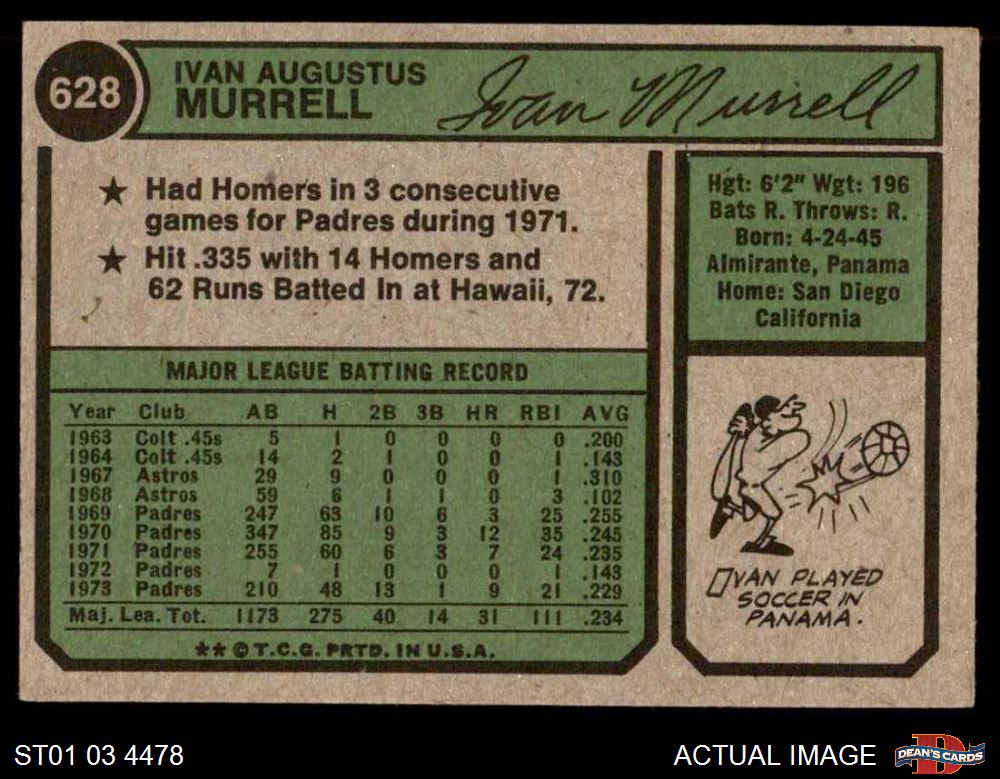 628
IVAN AUGUSTUS
MURRELL
Ivan Murrell
★ Had Homers in 3 consecutive
games for Padres during 1971.
★ Hit .335 with 14 Homers and
62 Runs Batted In at Hawaii, 72.
Hgt: 6'2" Wgt: 196
Bats R. Throws: R.
Born: 4-24-45
Almirante, Panama
Home: San Diego
California
MAJOR LEAGUE BATTING RECORD
Year Club AB H 2B 3B HR RBI AVG
1963 Colt .45s 5 1 0 0 0 0 .200
1964 Colt .45s 14 2 1 0 0 1 .143
1967 Astros 29 9 0 0 0 1 .310
1968 Astros 59 6 1 1 0 3 .102
1969 Padres 247 63 10 6 3 25 .255
1970 Padres 347 85 9 3 12 35 .245
1971 Padres 255 60 6 3 7 24 .235
1972 Padres 7 1 0 0 0 1 .143
1973 Padres 210 48 13 1 9 21 .229
Maj. Lea. Tot. 1173 275 40 14 31 111 .234
** © T.C.G. PRTD. IN U.S.A.
IVAN PLAYED
SOCCER IN
PANAMA.
ST01 03 4478
ACTUAL IMAGE
D
DEAN'S CARDS